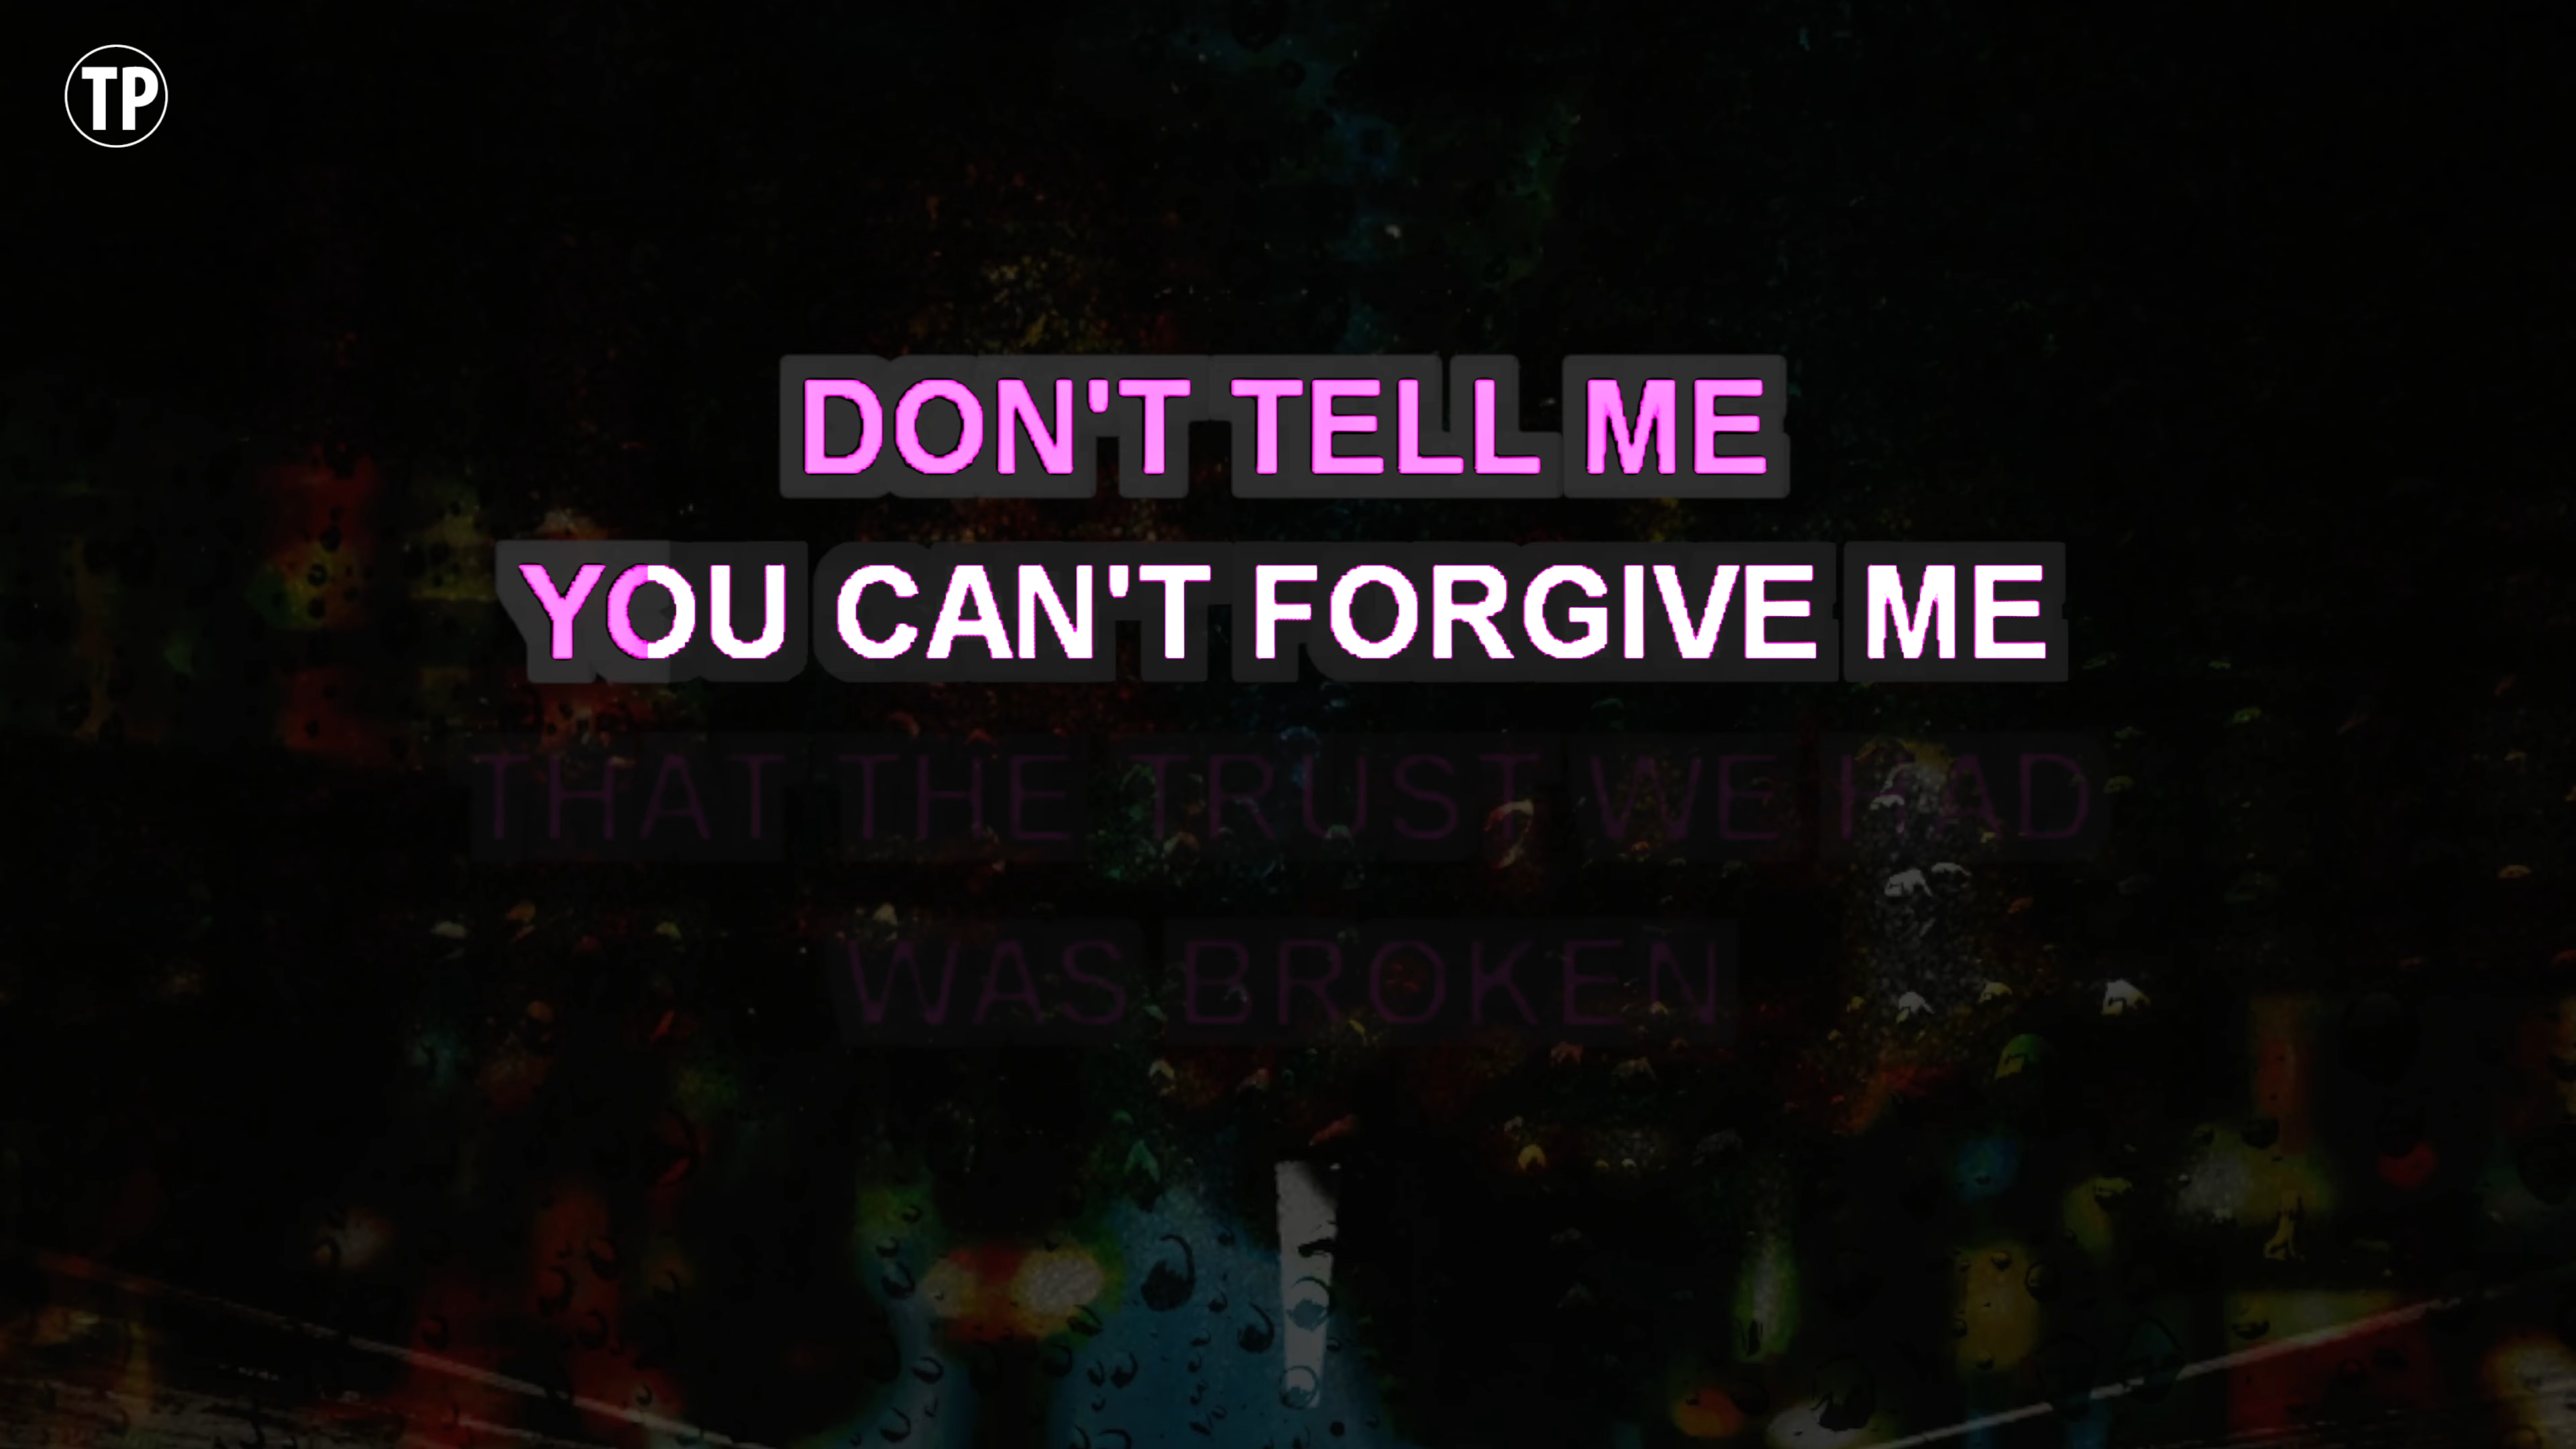 TP
DON'T TELL ME
YOU CAN'T FORGIVE ME
THAT THE TRUST WE HAD
WAS BROKEN